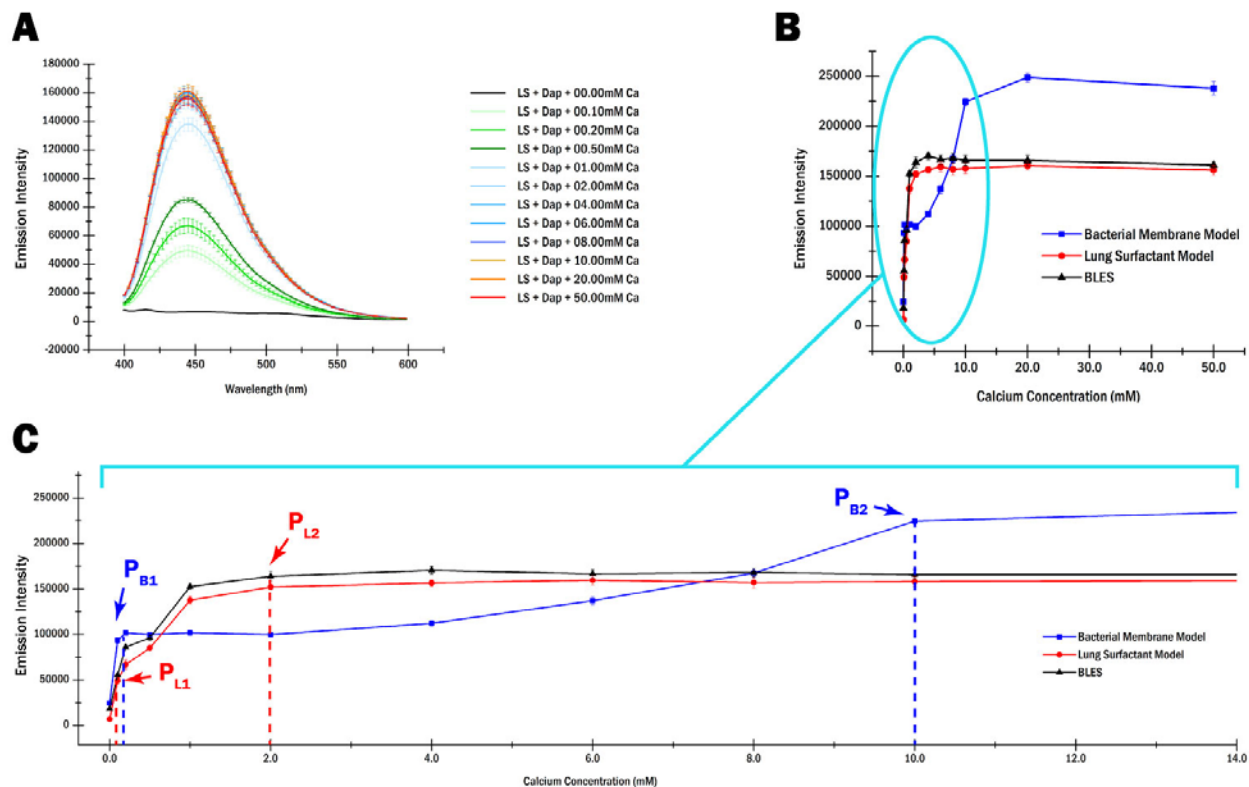 A
180000
160000
140000
120000
100000
80000
60000
40000
20000
0
-20000
Emission Intensity
400
450
500
550
600
Wavelength (nm)
LS + Dap + 00.00mM Ca
LS + Dap + 00.10mM Ca
LS + Dap + 00.20mM Ca
LS + Dap + 00.50mM Ca
LS + Dap + 01.00mM Ca
LS + Dap + 02.00mM Ca
LS + Dap + 04.00mM Ca
LS + Dap + 06.00mM Ca
LS + Dap + 08.00mM Ca
LS + Dap + 10.00mM Ca
LS + Dap + 20.00mM Ca
LS + Dap + 50.00mM Ca
B
250000
200000
150000
100000
50000
0
Emission Intensity
0.0
10.0
20.0
30.0
40.0
50.0
Calcium Concentration (mM)
Bacterial Membrane Model
Lung Surfactant Model
BLES
C
250000
200000
150000
100000
50000
0
Emission Intensity
PB1
PL1
PL2
PB2
Bacterial Membrane Model
Lung Surfactant Model
BLES
0.0
2.0
4.0
6.0
8.0
10.0
12.0
14.0
Calcium Concentration (mM)